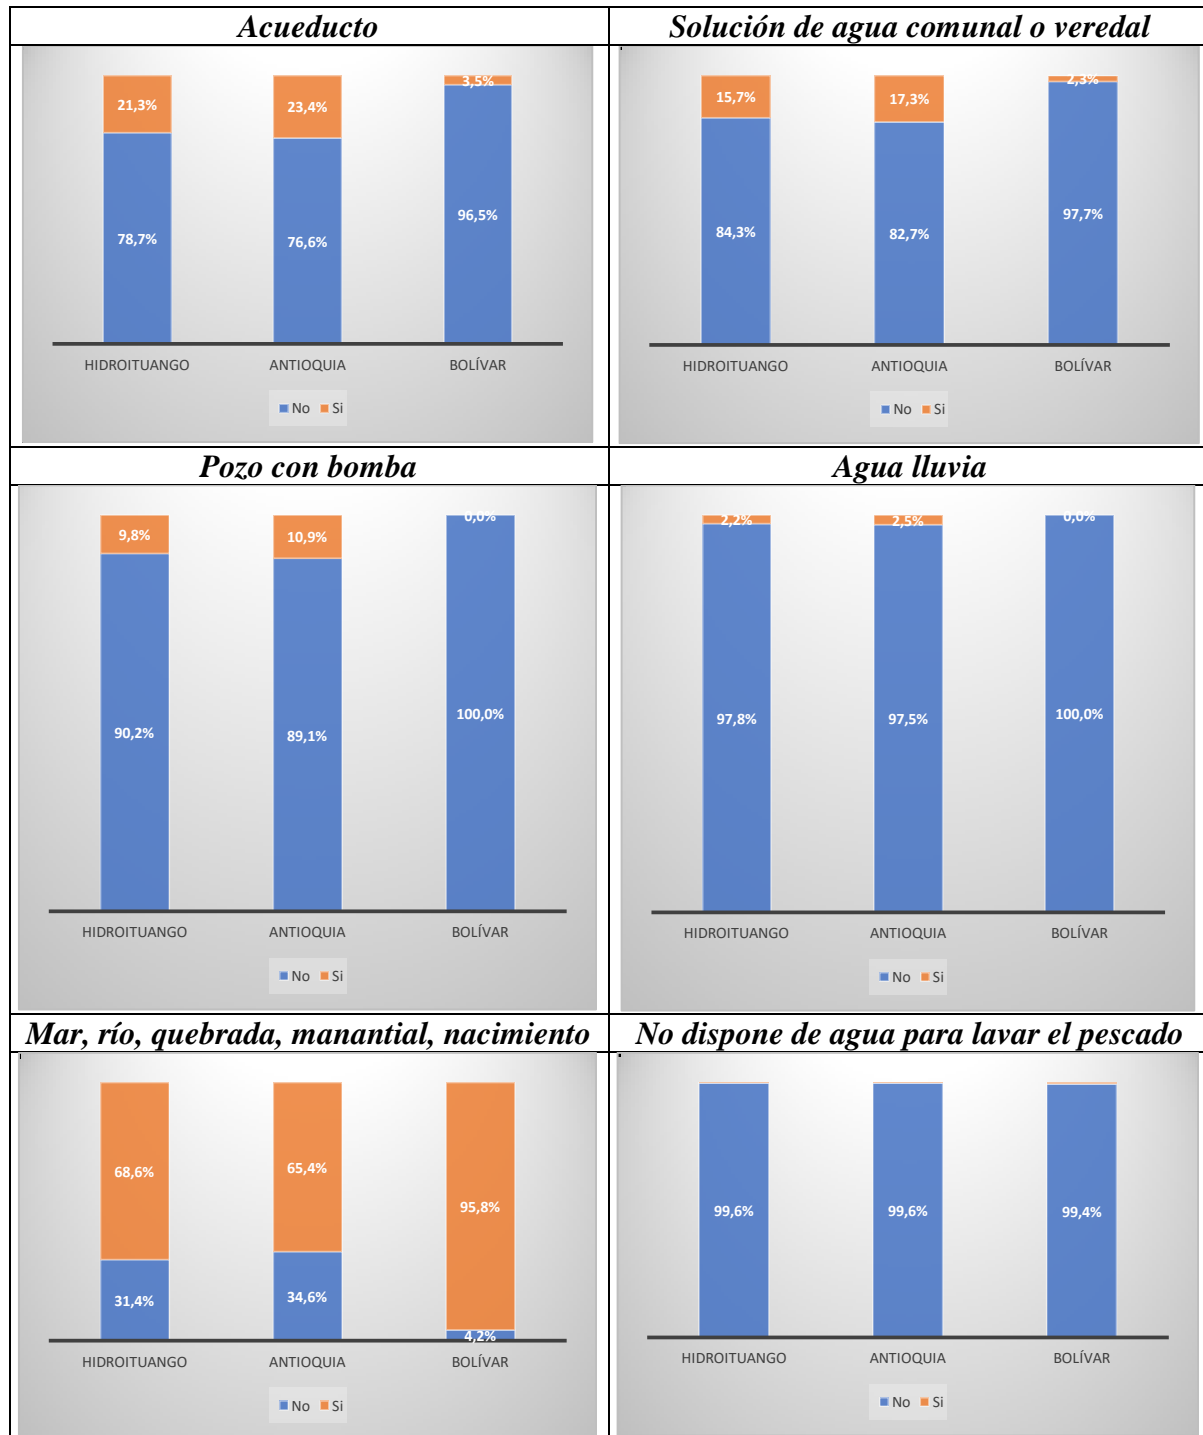 Acueducto
Solución de agua comunal o veredal
21,3%
23,4%
3,5%
78,7%
76,6%
96,5%
HIDROITUANGO
ANTIOQUIA
BOLÍVAR
No Si
15,7%
17,3%
2,3%
84,3%
82,7%
97,7%
HIDROITUANGO
ANTIOQUIA
BOLÍVAR
No Si
Pozo con bomba
Agua lluvia
9,8%
10,9%
0,0%
90,2%
89,1%
100,0%
HIDROITUANGO
ANTIOQUIA
BOLÍVAR
No Si
2,2%
2,5%
0,0%
97,8%
97,5%
100,0%
HIDROITUANGO
ANTIOQUIA
BOLÍVAR
No Si
Mar, río, quebrada, manantial, nacimiento
No dispone de agua para lavar el pescado
68,6%
65,4%
95,8%
31,4%
34,6%
4,2%
HIDROITUANGO
ANTIOQUIA
BOLÍVAR
No Si
99,6%
99,6%
99,4%
HIDROITUANGO
ANTIOQUIA
BOLÍVAR
No Si